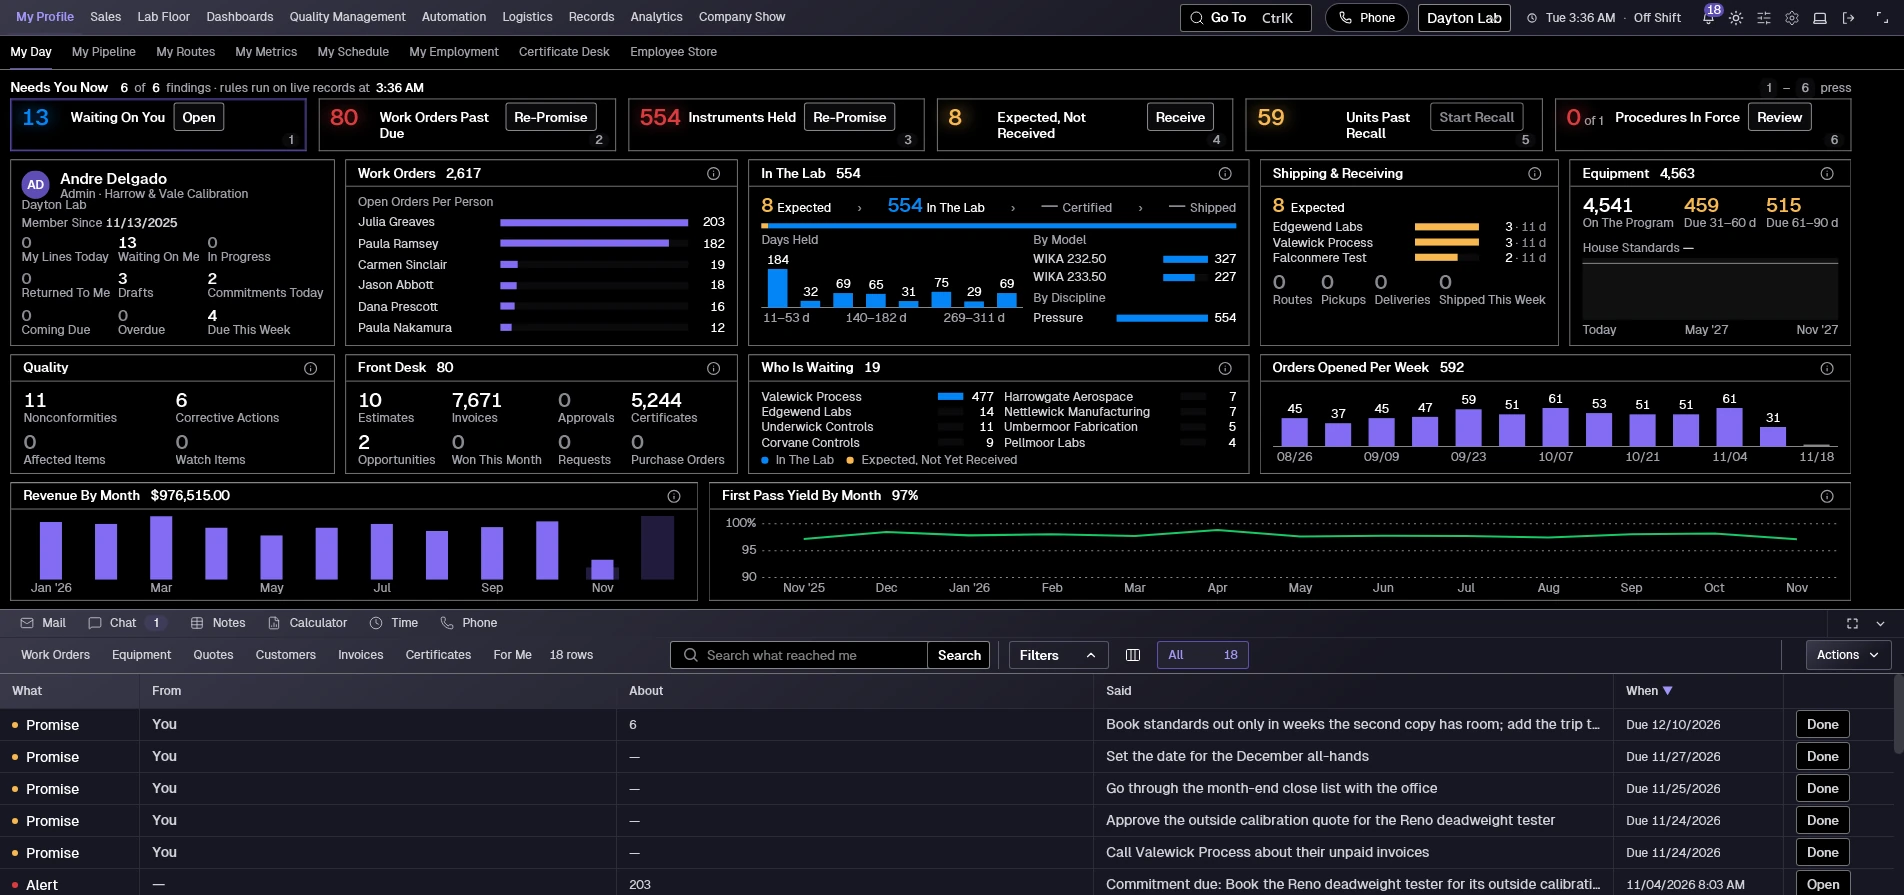 My Profile Sales Lab Floor Dashboards Quality Management Automation Logistics Records Analytics Company Show Go To CtrlK Phone Dayton Lab Tue 3:36 AM · Off Shift 18
My Day My Pipeline My Routes My Metrics My Schedule My Employment Certificate Desk Employee Store
Needs You Now 6 of 6 findings · rules run on live records at 3:36 AM 1 – 6 press
13 Waiting On You Open 1
80 Work Orders Past Due Re-Promise 2
554 Instruments Held Re-Promise 3
8 Expected, Not Received Receive 4
59 Units Past Recall Start Recall 5
0 of 1 Procedures In Force Review 6
AD Andre Delgado
Admin · Harrow & Vale Calibration
Dayton Lab
Member Since 11/13/2025
0 13 0
My Lines Today Waiting On Me In Progress
0 3 2
Returned To Me Drafts Commitments Today
0 0 4
Coming Due Overdue Due This Week
Work Orders 2,617
Open Orders Per Person
Julia Greaves 203
Paula Ramsey 182
Carmen Sinclair 19
Jason Abbott 18
Dana Prescott 16
Paula Nakamura 12
In The Lab 554
8 Expected › 554 In The Lab › — Certified › — Shipped
Days Held
184 32 69 65 31 75 29 69
11–53 d 140–182 d 269–311 d
By Model
WIKA 232.50 327
WIKA 233.50 227
By Discipline
Pressure 554
Shipping & Receiving
8 Expected
Edgewend Labs 3 · 11 d
Valewick Process 3 · 11 d
Falconmere Test 2 · 11 d
0 0 0 0
Routes Pickups Deliveries Shipped This Week
Equipment 4,563
4,541 459 515
On The Program Due 31–60 d Due 61–90 d
House Standards —
Today May '27 Nov '27
Quality
11 6
Nonconformities Corrective Actions
0 0
Affected Items Watch Items
Front Desk 80
10 7,671 0 5,244
Estimates Invoices Approvals Certificates
2 0 0 0
Opportunities Won This Month Requests Purchase Orders
Who Is Waiting 19
Valewick Process 477 Harrowgate Aerospace 7
Edgewend Labs 14 Nettlewick Manufacturing 7
Underwick Controls 11 Umbermoor Fabrication 5
Corvane Controls 9 Pellmoor Labs 4
In The Lab Expected, Not Yet Received
Orders Opened Per Week 592
45 37 45 47 59 51 61 53 51 51 61 31
08/26 09/09 09/23 10/07 10/21 11/04 11/18
Revenue By Month $976,515.00
Jan '26 Mar May Jul Sep Nov
First Pass Yield By Month 97%
100%
95
90
Nov '25 Dec Jan '26 Feb Mar Apr May Jun Jul Aug Sep Oct Nov
Mail Chat 1 Notes Calculator Time Phone
Work Orders Equipment Quotes Customers Invoices Certificates For Me 18 rows Search what reached me Search Filters All 18 Actions
What From About Said When
Promise You 6 Book standards out only in weeks the second copy has room; add the trip t... Due 12/10/2026 Done
Promise You — Set the date for the December all-hands Due 11/27/2026 Done
Promise You — Go through the month-end close list with the office Due 11/25/2026 Done
Promise You — Approve the outside calibration quote for the Reno deadweight tester Due 11/24/2026 Done
Promise You — Call Valewick Process about their unpaid invoices Due 11/24/2026 Done
Alert — 203 Commitment due: Book the Reno deadweight tester for its outside calibrati... 11/04/2026 8:03 AM Open